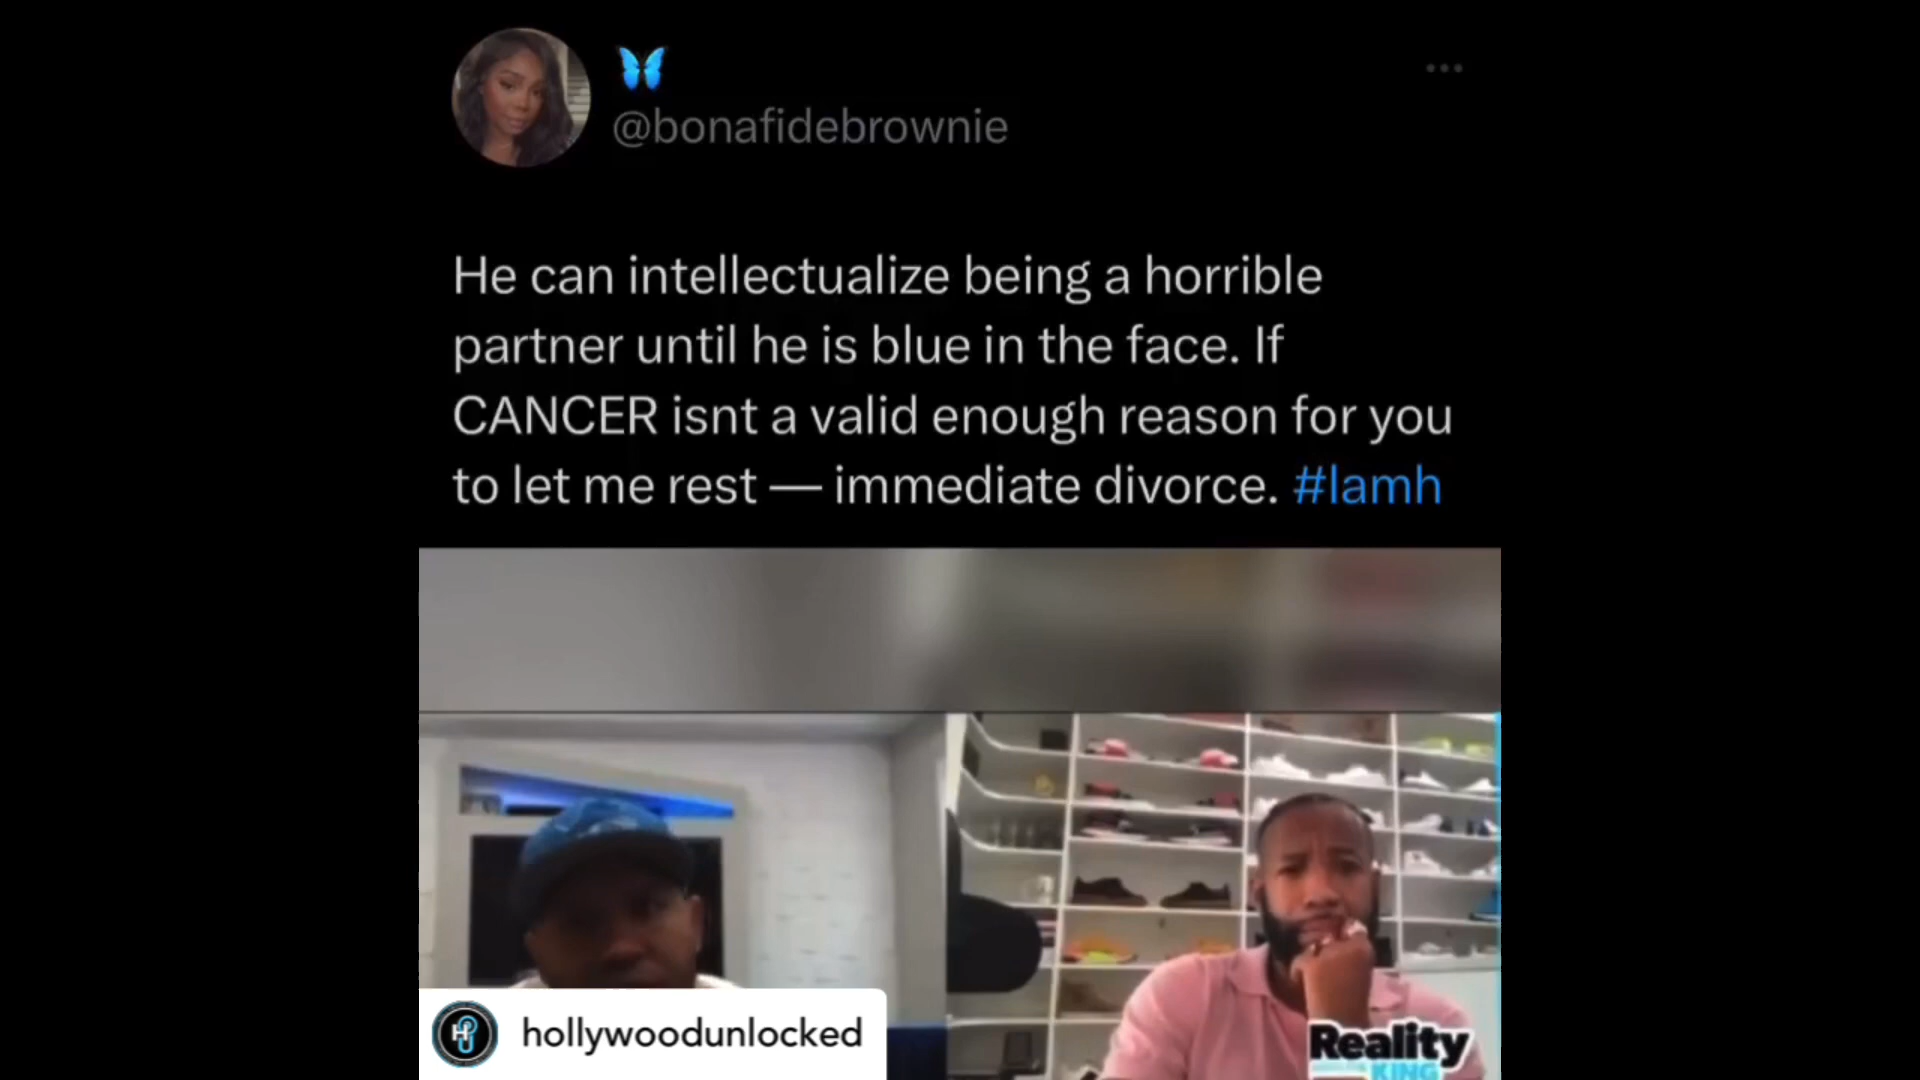 @bonafidebrownie
He can intellectualize being a horrible
partner until he is blue in the face. If
CANCER isnt a valid enough reason for you
to let me rest — immediate divorce. #lamh
hollywoodunlocked
Reality
KING